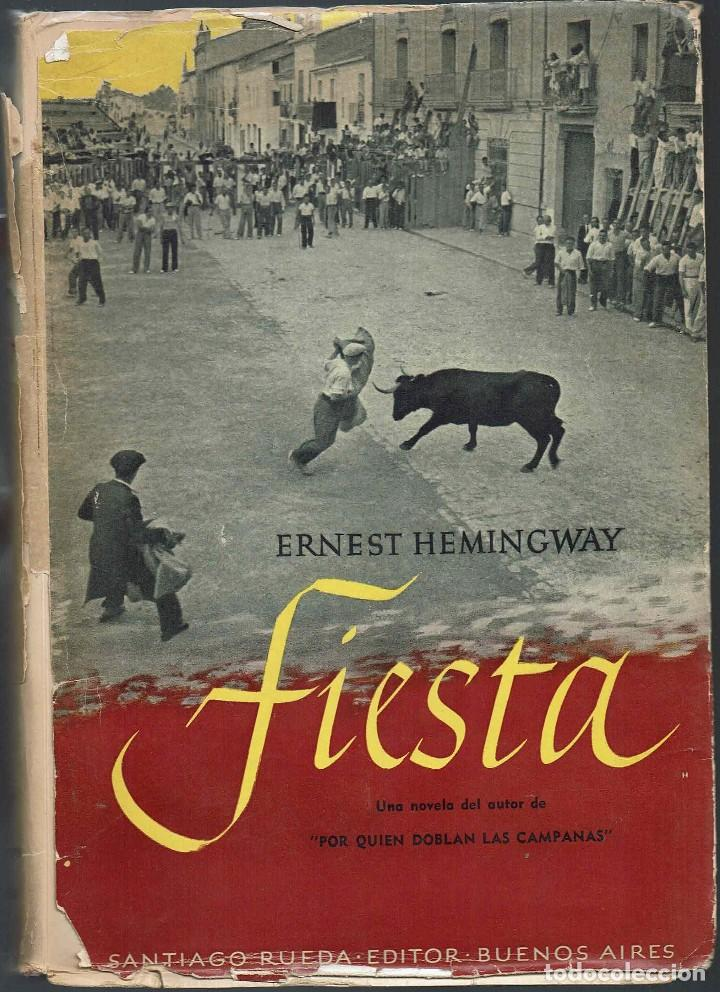 ERNEST HEMINGWAY
Fiesta
H
Una novela del autor de
"POR QUIEN DOBLAN LAS CAMPANAS"
SANTIAGO RUEDA · EDITOR · BUENOS AIRES
todocoleccion